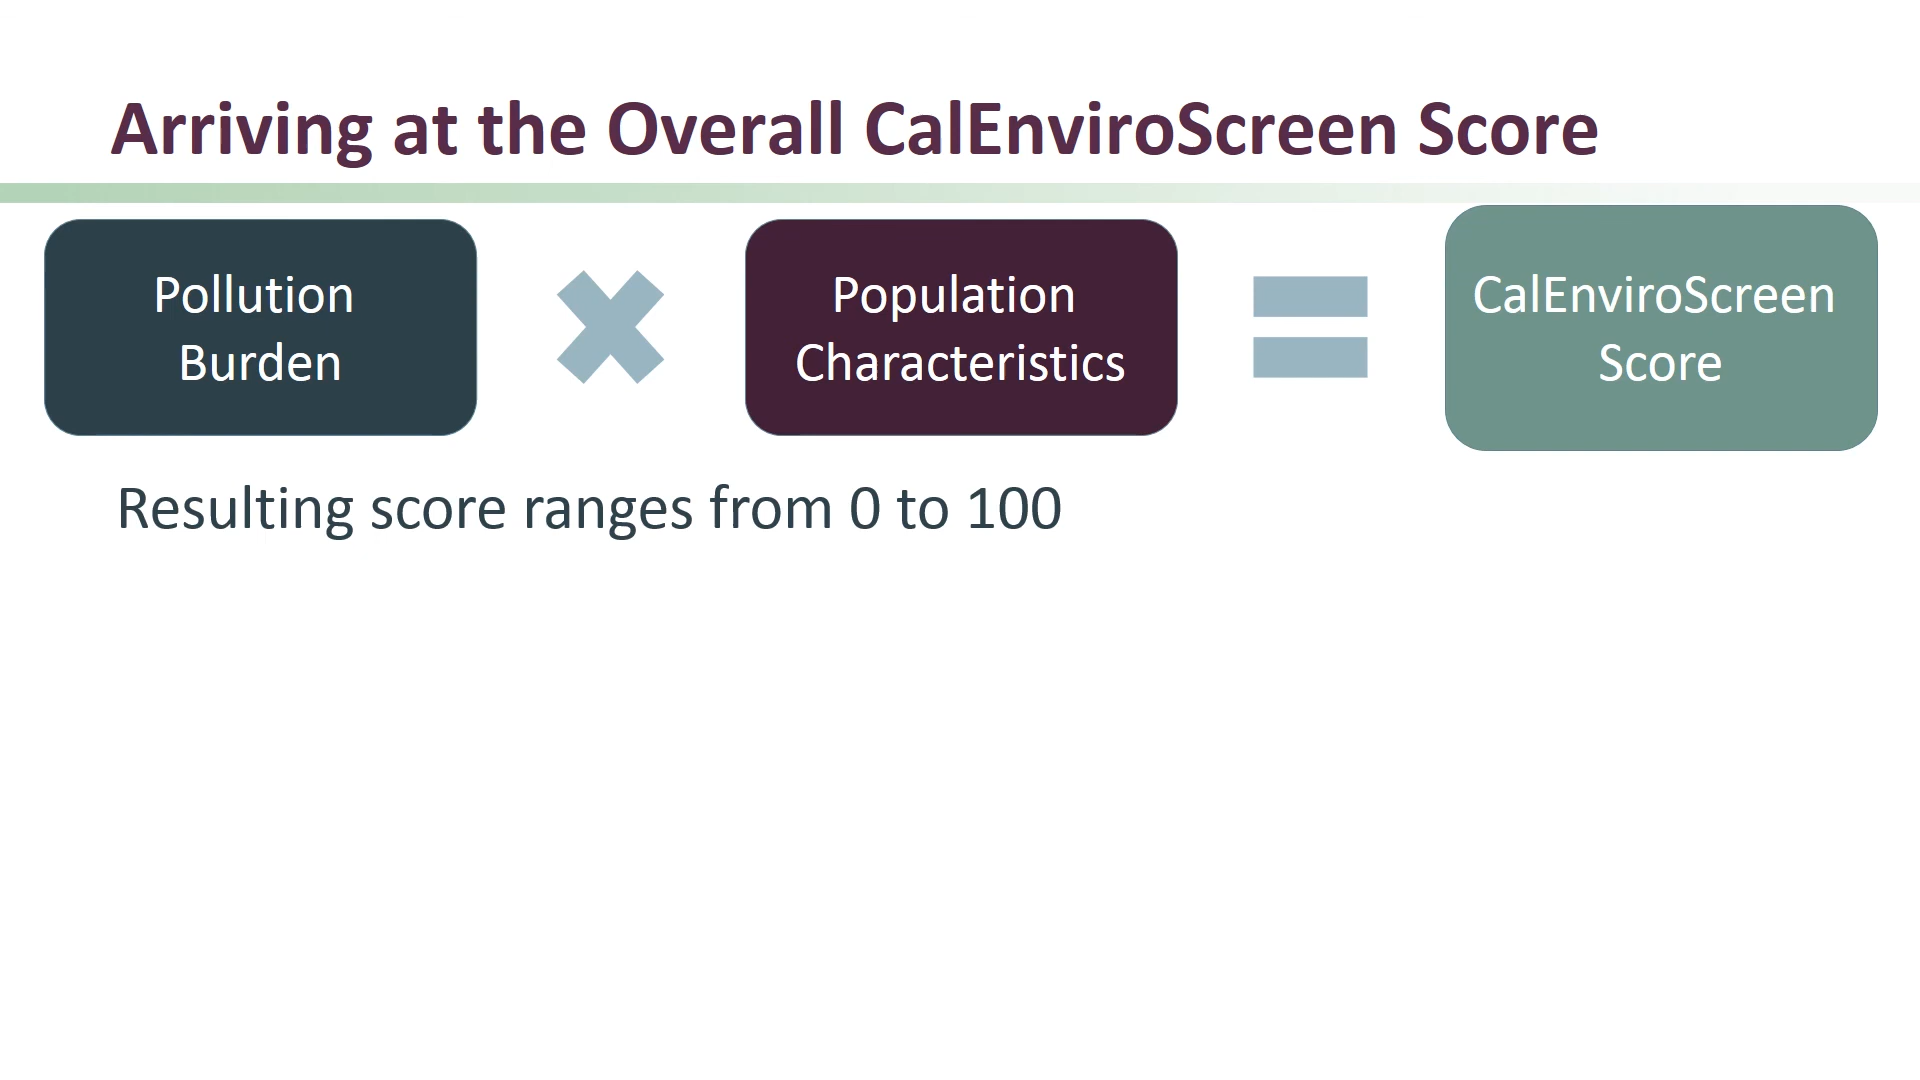 Arriving at the Overall CalEnviroScreen Score
Pollution
Burden
Population
Characteristics
CalEnviroScreen
Score
Resulting score ranges from 0 to 100